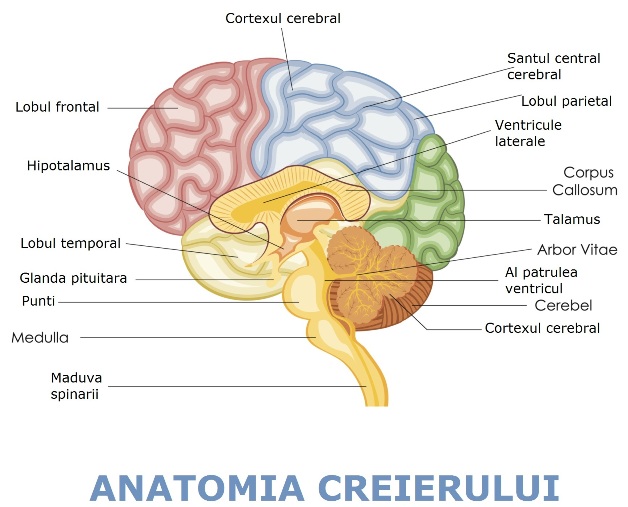 Cortexul cerebral
Santul central
cerebral
Lobul frontal
Lobul parietal
Ventricule
laterale
Hipotalamus
Corpus
Callosum
Talamus
Lobul temporal
Arbor Vitae
Glanda pituitara
Al patrulea
ventricul
Punti
Cerebel
Cortexul cerebral
Medulla
Maduva
spinarii
ANATOMIA CREIERULUI